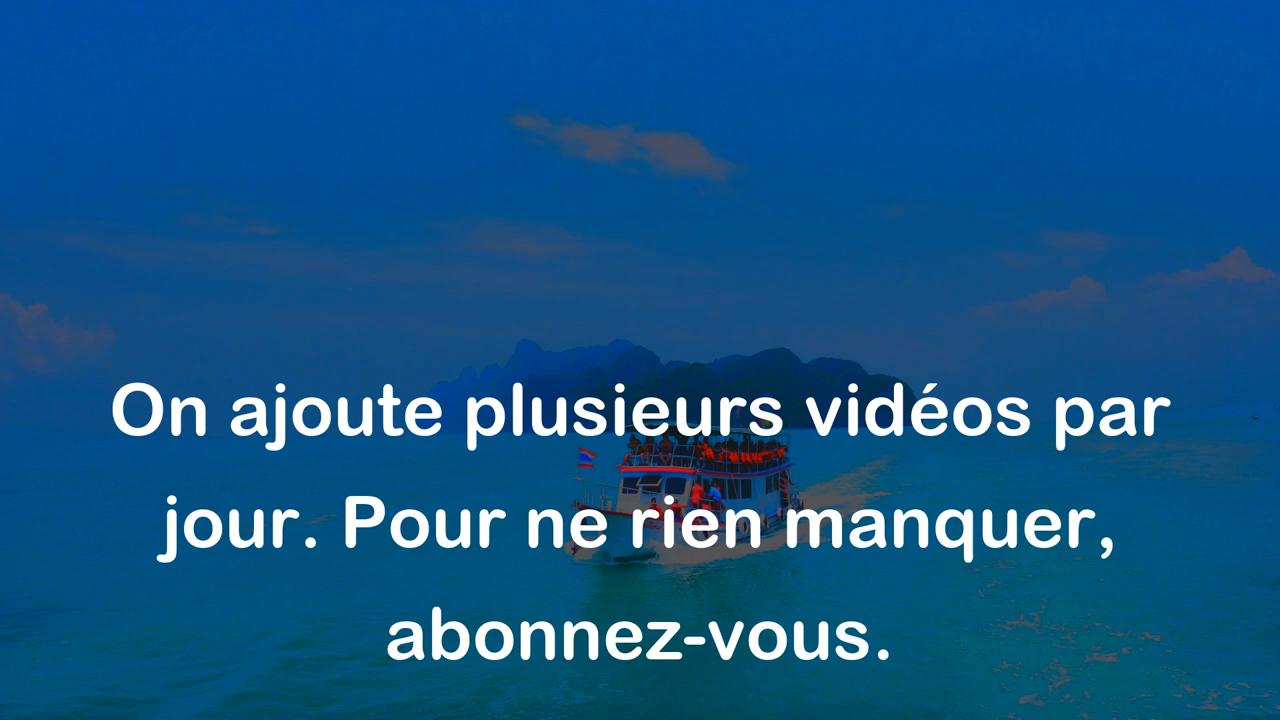 On ajoute plusieurs vidéos par
jour. Pour ne rien manquer,
abonnez-vous.